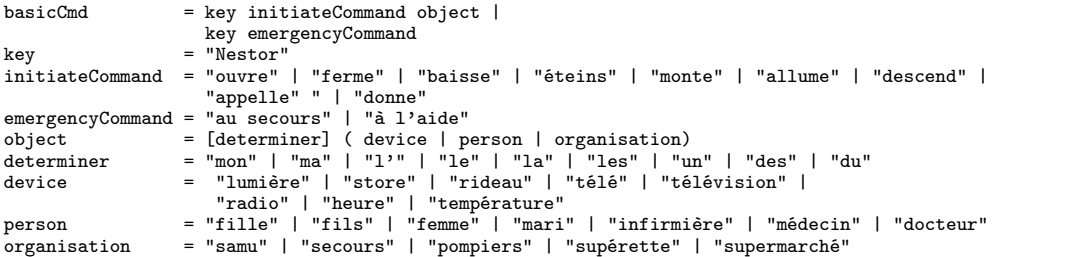 basicCmd = key initiateCommand object |
key emergencyCommand
key = "Nestor"
initiateCommand = "ouvre" | "ferme" | "baisse" | "éteins" | "monte" | "allume" | "descend" |
"appelle" " | "donne"
emergencyCommand = "au secours" | "à l'aide"
object = [determiner] ( device | person | organisation)
determiner = "mon" | "ma" | "l'" | "le" | "la" | "les" | "un" | "des" | "du"
device = "lumière" | "store" | "rideau" | "télé" | "télévision" |
"radio" | "heure" | "température"
person = "fille" | "fils" | "femme" | "mari" | "infirmière" | "médecin" | "docteur"
organisation = "samu" | "secours" | "pompiers" | "supérette" | "supermarché"